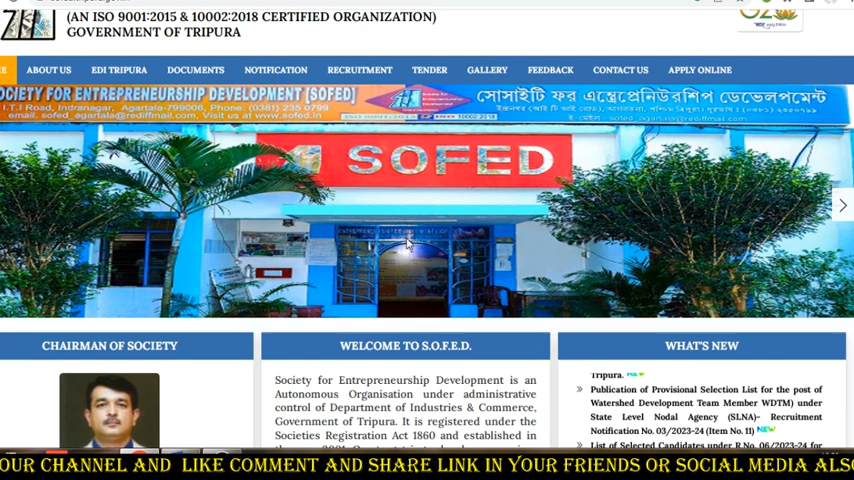 (AN ISO 9001:2015 & 10002:2018 CERTIFIED ORGANIZATION)
GOVERNMENT OF TRIPURA
ABOUT US EDI TRIPURA DOCUMENTS NOTIFICATION RECRUITMENT TENDER GALLERY FEEDBACK CONTACT US APPLY ONLINE
SOCIETY FOR ENTREPRENEURSHIP DEVELOPMENT (SOFED)
I.T.I Road, Indranagar, Agartala-799006, Phone: (0381) 235 0799
email: sofed_agartala@rediffmail.com, Visit us at www.sofed.in
সোসাইটি ফর এন্ট্রেপ্রেনিউরশিপ ডেভেলপমেন্ট
ই-মেইল- sofed_agartala@rediffmail.com
SOFED
CHAIRMAN OF SOCIETY
WELCOME TO S.O.F.E.D.
Society for Entrepreneurship Development is an
Autonomous Organisation under administrative
control of Department of Industries & Commerce,
Government of Tripura. It is registered under the
Societies Registration Act 1860 and established in
WHAT'S NEW
Tripura. NEW
Publication of Provisional Selection List for the post of
Watershed Development Team Member WDTM) under
State Level Nodal Agency (SLNA)- Recruitment
Notification No. 03/2023-24 (Item No. 11) NEW
List of Selected Candidates under R.No. 06/2023-24 for
OUR CHANNEL AND LIKE COMMENT AND SHARE LINK IN YOUR FRIENDS OR SOCIAL MEDIA ALSO